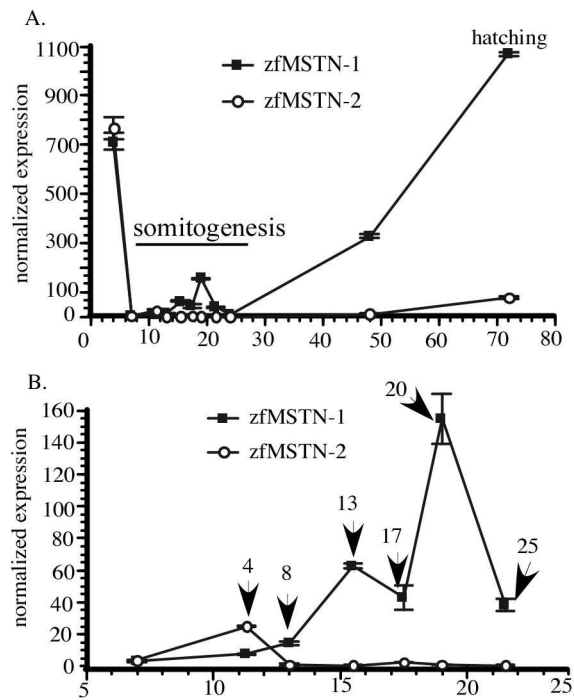 A.
1100
900
700
500
300
100
0
normalized expression
zfMSTN-1
zfMSTN-2
hatching
somitogenesis
0 10 20 30 40 50 60 70 80
B.
160
140
120
100
80
60
40
20
0
normalized expression
zfMSTN-1
zfMSTN-2
4
8
13
17
20
25
5 10 15 20 25